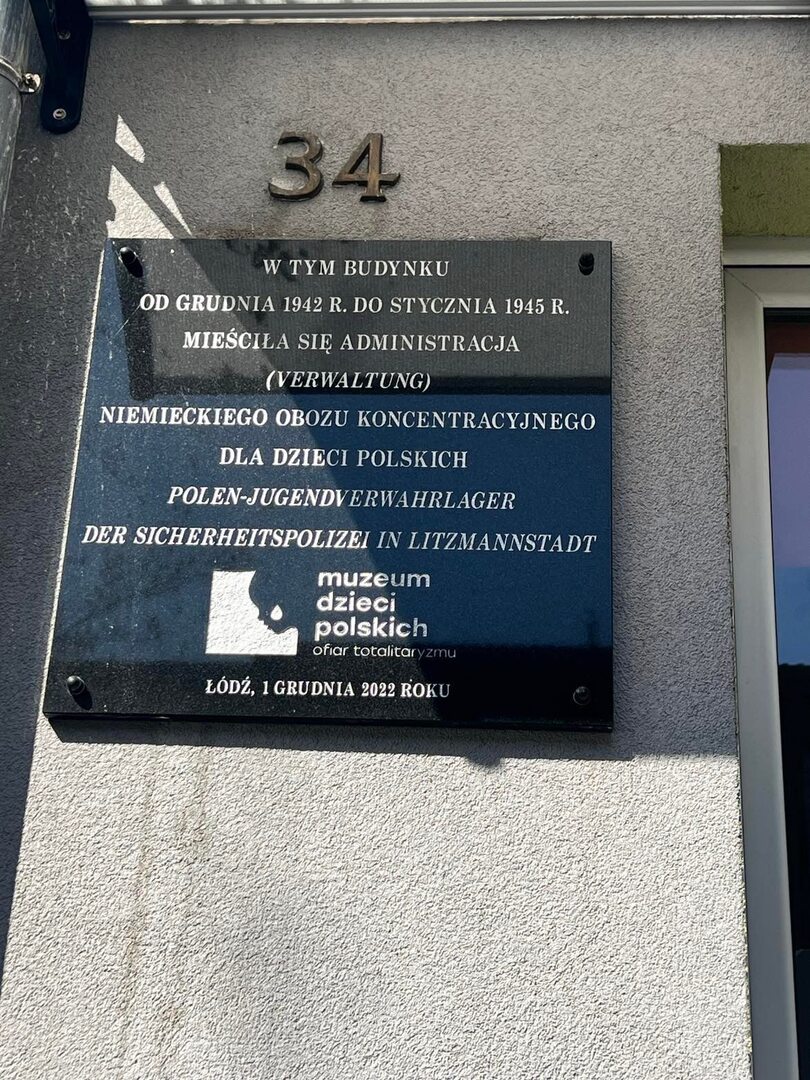 34
W TYM BUDYNKU
OD GRUDNIA 1942 R. DO STYCZNIA 1945 R.
MIEŚCIŁA SIĘ ADMINISTRACJA
(VERWALTUNG)
NIEMIECKIEGO OBOZU KONCENTRACYJNEGO
DLA DZIECI POLSKICH
POLEN-JUGENDVERWAHRLAGER
DER SICHERHEITSPOLIZEI IN LITZMANNSTADT
muzeum
dzieci
polskich
ofiar totalitaryzmu
ŁÓDŹ, 1 GRUDNIA 2022 ROKU